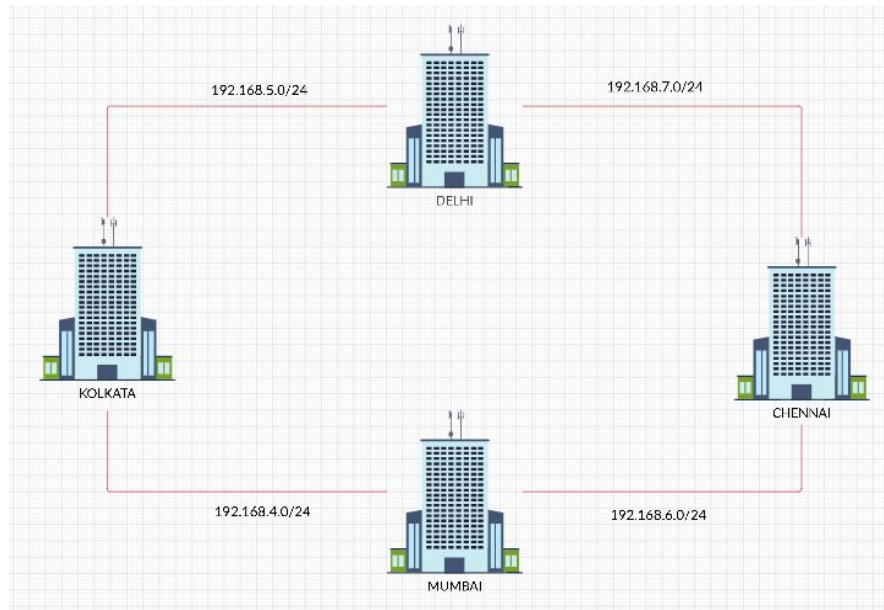 192.168.5.0/24
192.168.7.0/24
DELHI
KOLKATA
CHENNAI
192.168.4.0/24
192.168.6.0/24
MUMBAI